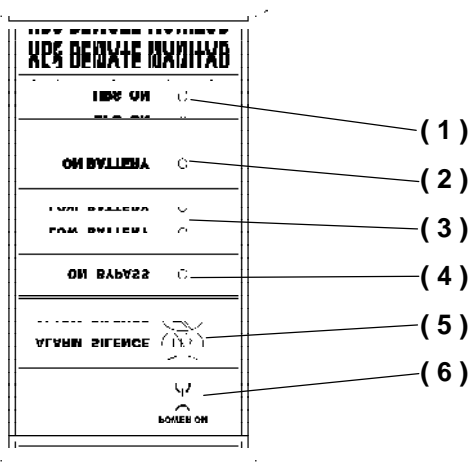 UPS REMOTE MONITOR
UPS ON
( 1 )
ON BATTERY
( 2 )
LOW BATTERY
( 3 )
ON BYPASS
( 4 )
ALARM SILENCE
( 5 )
( 6 )
POWER ON